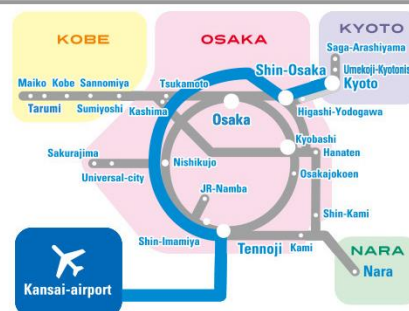 KOBE
OSAKA
KYOTO
Saga-Arashiyama
Umekoji-Kyotonis
Kyoto
Shin-Osaka
Maiko Kobe Sannomiya
Tsukamoto
Tarumi Sumiyoshi
Kashima
Osaka
Higashi-Yodogawa
Kyobashi
Hanaten
Sakurajima
Nishikujo
Universal-city
Osakajokoen
JR-Namba
Shin-Kami
Shin-Imamiya
Tennoji
Kami
NARA
Nara
Kansai-airport